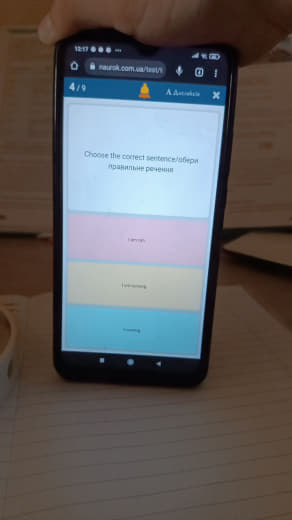 12:17
naurok.com.ua/test/
4 / 9
A Дислексія
Choose the correct sentence/обери
правильне речення
I am run
I am running
I running